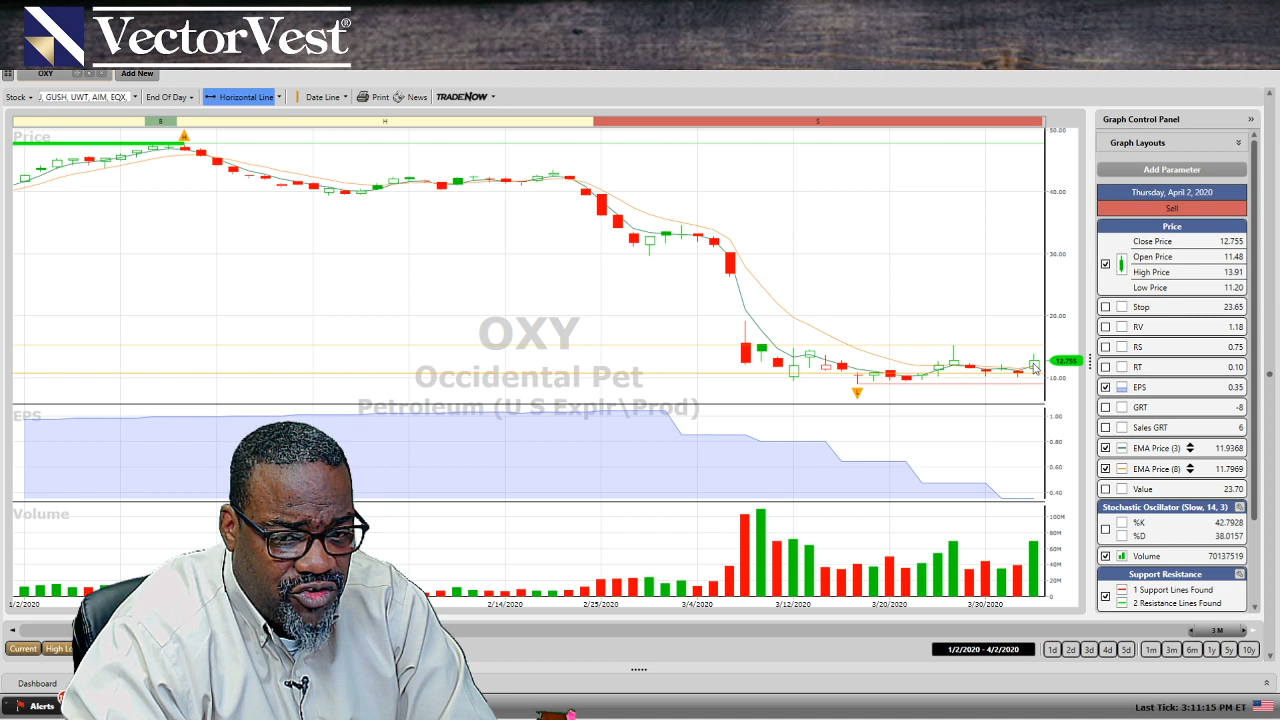 VectorVest®
OXY
Add New
Stock
J, GUSH, UWT, AIM, EQX,
End Of Day
Horizontal Line
Date Line
Print
News
TRADENOW
B
H
S
Price
H
50.00
40.00
30.00
20.00
12.755
10.00
OXY
Occidental Pet
Petroleum (U S Explr\Prod)
L
EPS
1.00
0.80
0.60
0.40
Volume
100M
80M
60M
40M
20M
0
1/2/2020
2/14/2020
2/25/2020
3/4/2020
3/12/2020
3/20/2020
3/30/2020
3 M
Current
High Lo
1/2/2020 - 4/2/2020
1d 2d 3d 4d 5d 1m 3m 6m 1y 5y 10y
Dashboard
Alerts
Last Tick: 3:11:15 PM ET
Graph Control Panel
Graph Layouts
Add Parameter
Thursday, April 2, 2020
Sell
Price
Close Price 12.755
Open Price 11.48
High Price 13.91
Low Price 11.20
Stop 23.65
RV 1.18
RS 0.75
RT 0.10
EPS 0.35
GRT -8
Sales GRT 6
EMA Price (3) 11.9368
EMA Price (8) 11.7969
Value 23.70
Stochastic Oscillator (Slow, 14, 3)
%K 42.7928
%D 38.0157
Volume 70137519
Support Resistance
1 Support Lines Found
2 Resistance Lines Found